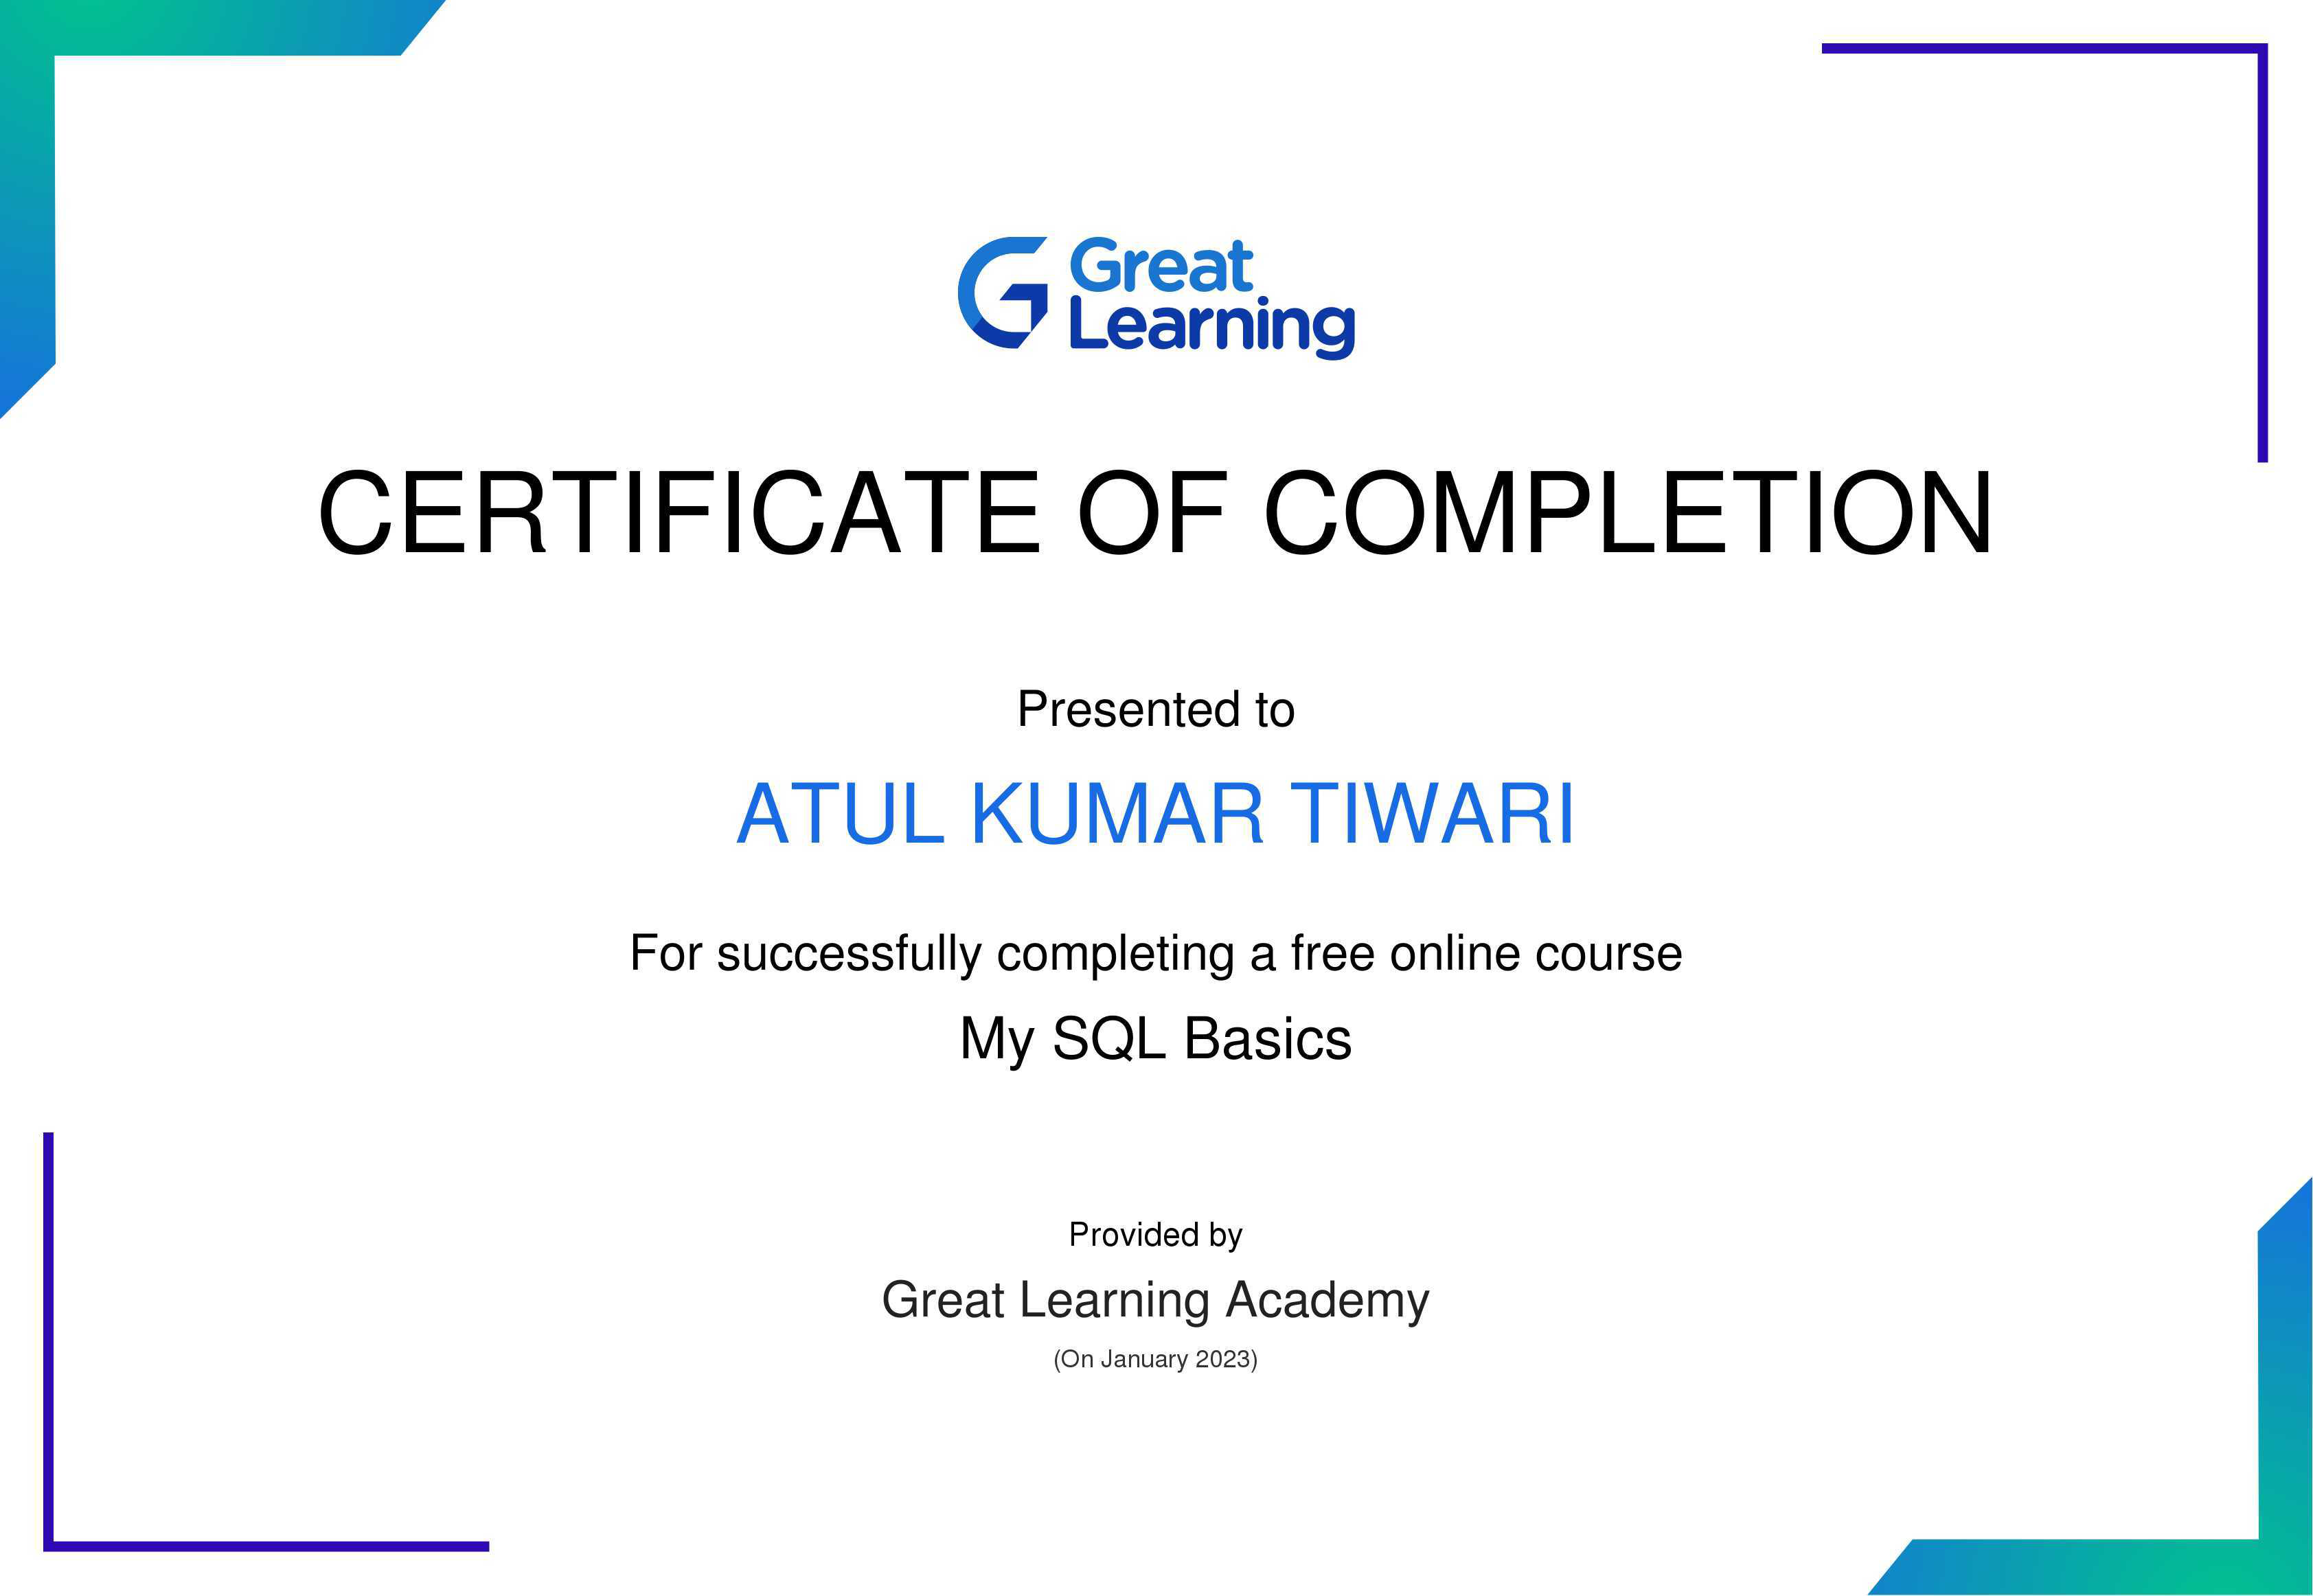 Great
Learning
CERTIFICATE OF COMPLETION
Presented to
ATUL KUMAR TIWARI
For successfully completing a free online course
My SQL Basics
Provided by
Great Learning Academy
(On January 2023)